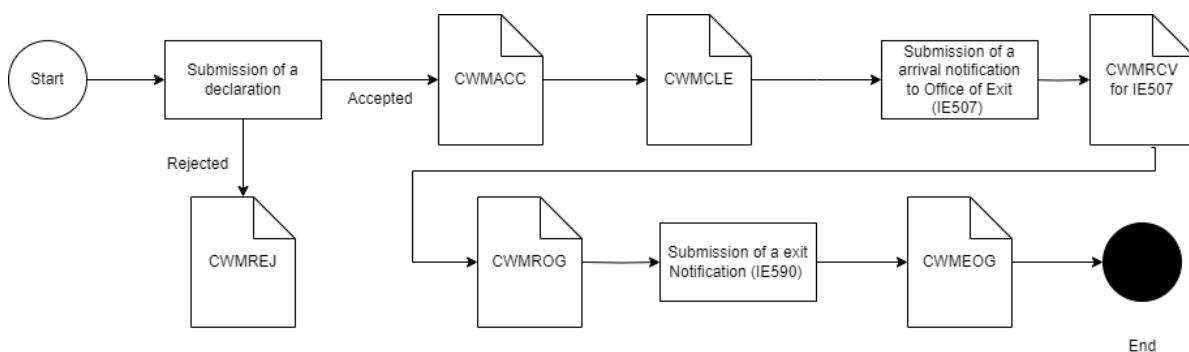 Start
Submission of a
declaration
Accepted
CWMACC
CWMCLE
Submission of a
arrival notification
to Office of Exit
(IE507)
CWMRCV
for IE507
Rejected
CWMREJ
CWMROG
Submission of a exit
Notification (IE590)
CWMEOG
End